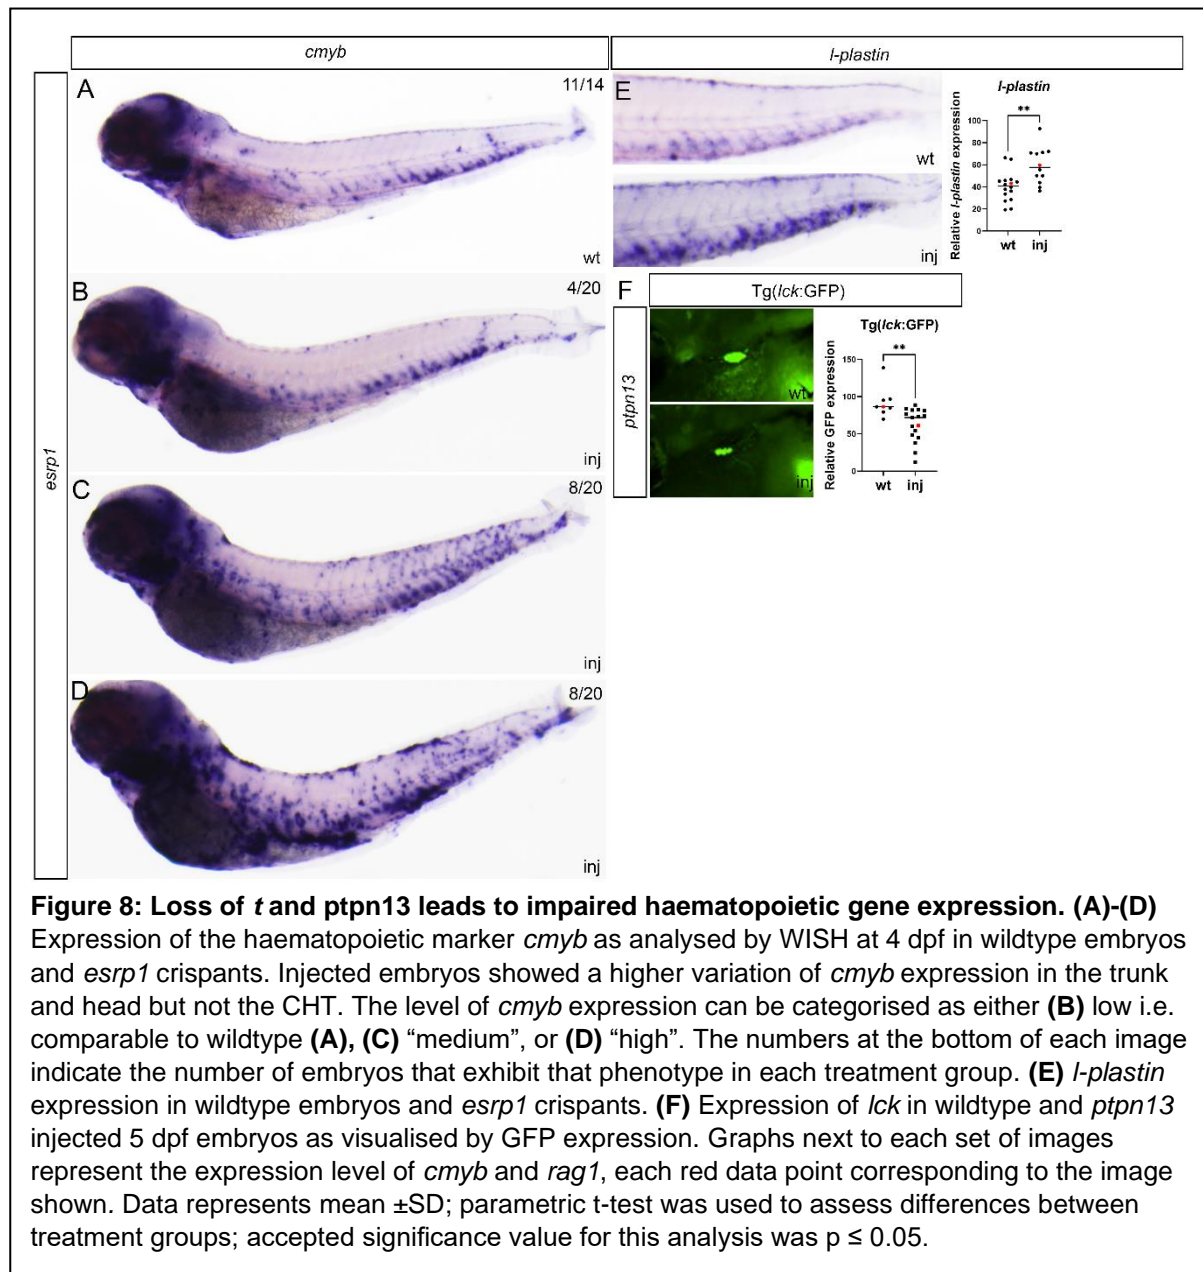 cmyb
l-plastin
esrp1
A
11/14
wt
B
4/20
inj
C
8/20
inj
D
8/20
inj
E
wt
inj
l-plastin
**
Relative l-plastin expression
100
80
60
40
20
0
wt inj
F
Tg(lck:GFP)
ptpn13
wt
inj
Tg(lck:GFP)
**
Relative GFP expression
150
100
50
0
wt inj
Figure 8: Loss of t and ptpn13 leads to impaired haematopoietic gene expression. (A)-(D)
Expression of the haematopoietic marker cmyb as analysed by WISH at 4 dpf in wildtype embryos
and esrp1 crispants. Injected embryos showed a higher variation of cmyb expression in the trunk
and head but not the CHT. The level of cmyb expression can be categorised as either (B) low i.e.
comparable to wildtype (A), (C) “medium”, or (D) “high”. The numbers at the bottom of each image
indicate the number of embryos that exhibit that phenotype in each treatment group. (E) l-plastin
expression in wildtype embryos and esrp1 crispants. (F) Expression of lck in wildtype and ptpn13
injected 5 dpf embryos as visualised by GFP expression. Graphs next to each set of images
represent the expression level of cmyb and rag1, each red data point corresponding to the image
shown. Data represents mean ±SD; parametric t-test was used to assess differences between
treatment groups; accepted significance value for this analysis was p ≤ 0.05.